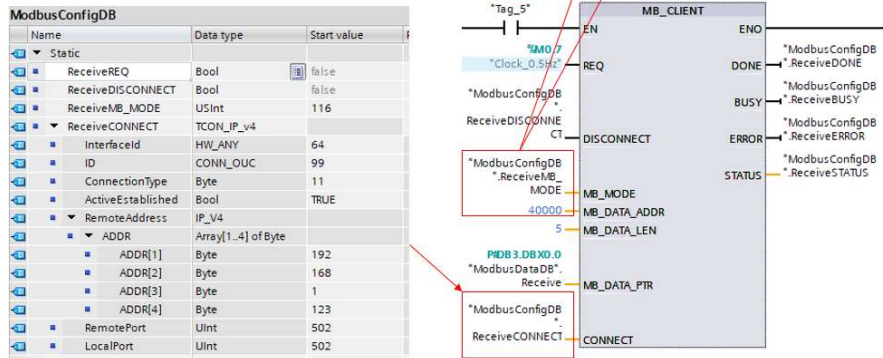 ModbusConfigDB
Name Data type Start value
Static
ReceiveREQ Bool false
ReceiveDISCONNECT Bool false
ReceiveMB_MODE USInt 116
ReceiveCONNECT TCON_IP_v4
InterfaceId HW_ANY 64
ID CONN_OUC 99
ConnectionType Byte 11
ActiveEstablished Bool TRUE
RemoteAddress IP_V4
ADDR Array[1..4] of Byte
ADDR[1] Byte 192
ADDR[2] Byte 168
ADDR[3] Byte 1
ADDR[4] Byte 123
RemotePort UInt 502
LocalPort UInt 502
"Tag_5"
MB_CLIENT
EN ENO
%M0.7
"Clock_0.5Hz" REQ
DONE
"ModbusConfigDB
".ReceiveDONE
BUSY
"ModbusConfigDB
".ReceiveBUSY
ERROR
"ModbusConfigDB
".ReceiveERROR
STATUS
"ModbusConfigDB
".ReceiveSTATUS
"ModbusConfigDB
".
ReceiveDISCONNE
CT DISCONNECT
"ModbusConfigDB
".ReceiveMB_
MODE MB_MODE
40000 MB_DATA_ADDR
5 MB_DATA_LEN
P#DB3.DBX0.0
"ModbusDataDB".
Receive MB_DATA_PTR
"ModbusConfigDB
".
ReceiveCONNECT CONNECT